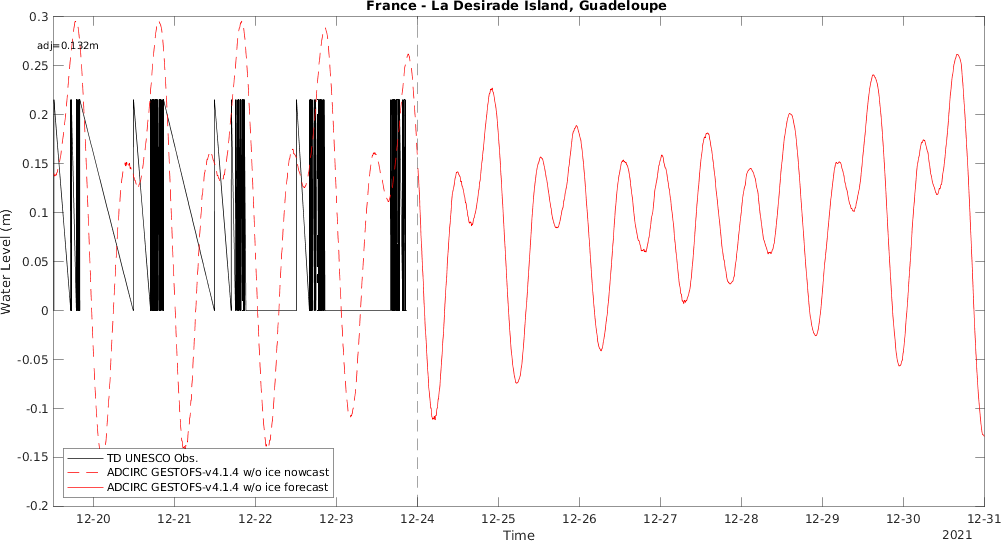 France - La Desirade Island, Guadeloupe
adj=0.132m
0.3
0.25
0.2
0.15
0.1
0.05
0
-0.05
-0.1
-0.15
-0.2
Water Level (m)
TD UNESCO Obs.
ADCIRC GESTOFS-v4.1.4 w/o ice nowcast
ADCIRC GESTOFS-v4.1.4 w/o ice forecast
12-20 12-21 12-22 12-23 12-24 12-25 12-26 12-27 12-28 12-29 12-30 12-31
Time
2021